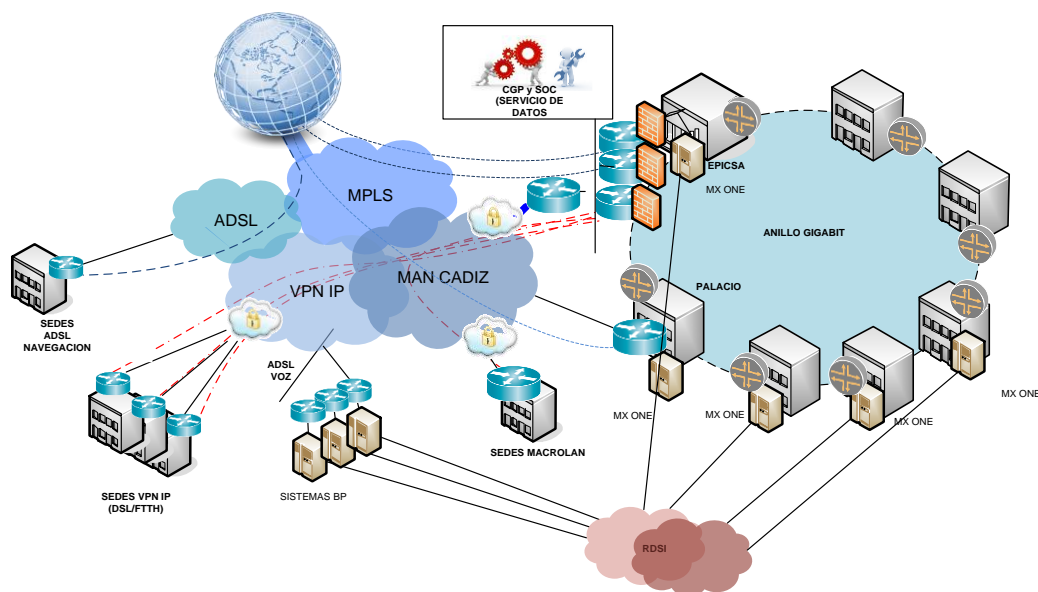 CGP y SOC
(SERVICIO DE
DATOS
EPICSA
MX ONE
MPLS
ADSL
ANILLO GIGABIT
MAN CADIZ
VPN IP
PALACIO
SEDES
ADSL
NAVEGACION
ADSL
VOZ
MX ONE
MX ONE
MX ONE
MX ONE
SEDES MACROLAN
SEDES VPN IP
(DSL/FTTH)
SISTEMAS BP
RDSI